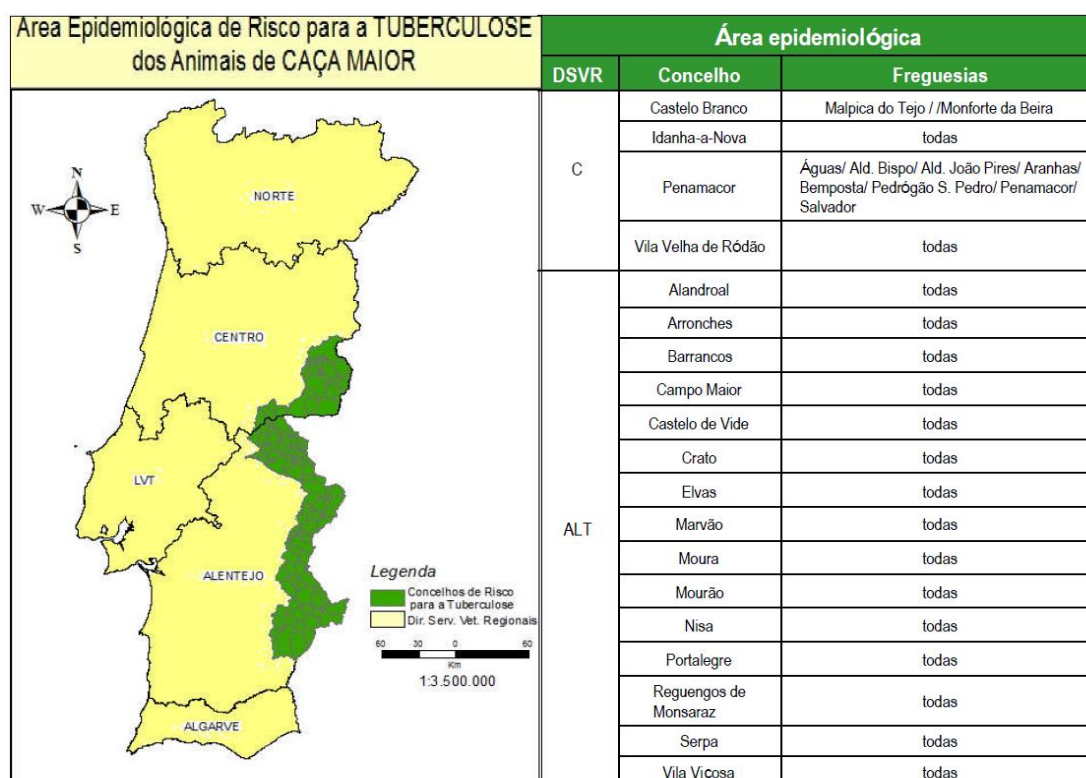 Área Epidemiológica de Risco para a TUBERCULOSE
dos Animais de CAÇA MAIOR
N
W
E
S
NORTE
CENTRO
LVT
ALENTEJO
ALGARVE
Legenda
Concelhos de Risco
para a Tuberculose
Dir. Serv. Vet. Regionais
60 30 0 60
Km
1:3.500.000
Área epidemiológica
DSVR Concelho Freguesias
C
Castelo Branco Malpica do Tejo / /Monforte da Beira
Idanha-a-Nova todas
Penamacor Águas/ Ald. Bispo/ Ald. João Pires/ Aranhas/
Bemposta/ Pedrógão S. Pedro/ Penamacor/
Salvador
Vila Velha de Ródão todas
ALT
Alandroal todas
Arronches todas
Barrancos todas
Campo Maior todas
Castelo de Vide todas
Crato todas
Elvas todas
Marvão todas
Moura todas
Mourão todas
Nisa todas
Portalegre todas
Reguengos de
Monsaraz todas
Serpa todas
Vila Viçosa todas